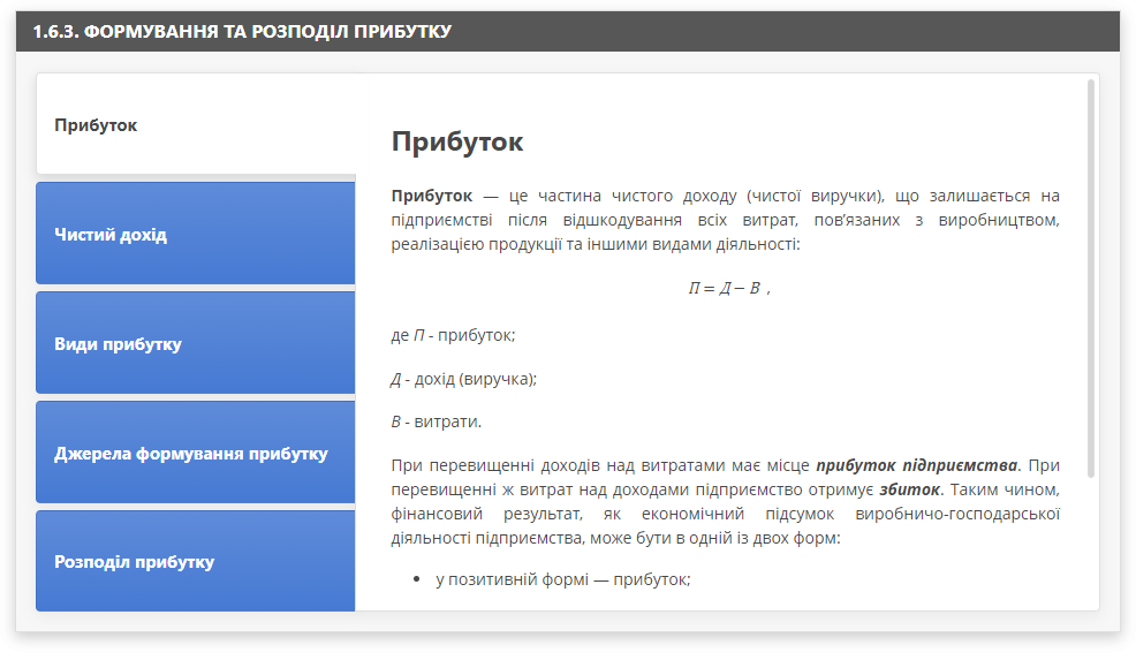 1.6.3. ФОРМУВАННЯ ТА РОЗПОДІЛ ПРИБУТКУ
Прибуток
Чистий дохід
Види прибутку
Джерела формування прибутку
Розподіл прибутку
Прибуток
Прибуток — це частина чистого доходу (чистої виручки), що залишається на
підприємстві після відшкодування всіх витрат, пов’язаних з виробництвом,
реалізацією продукції та іншими видами діяльності:
П = Д − В ,
де П - прибуток;
Д - дохід (виручка);
В - витрати.
При перевищенні доходів над витратами має місце прибуток підприємства. При
перевищенні ж витрат над доходами підприємство отримує збиток. Таким чином,
фінансовий результат, як економічний підсумок виробничо-господарської
діяльності підприємства, може бути в одній із двох форм:
• у позитивній формі — прибуток;